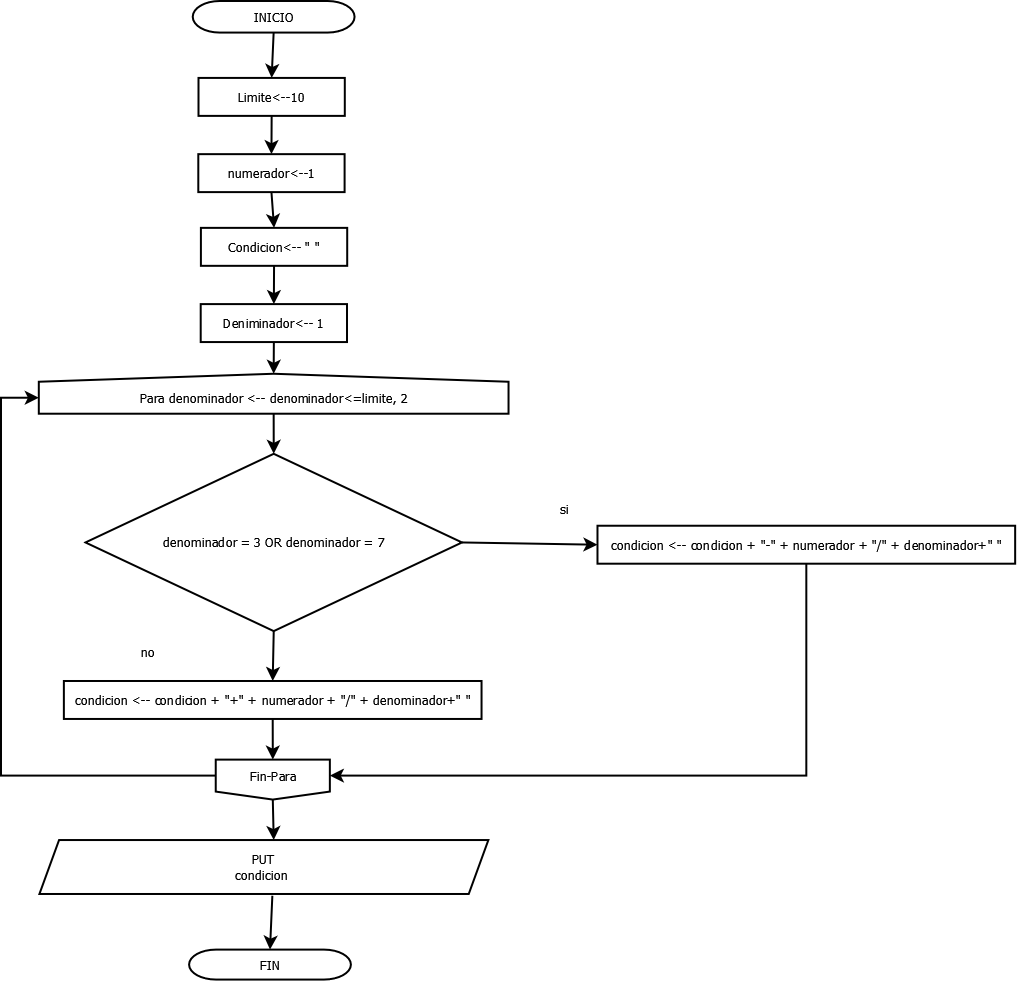 INICIO
Limite<--10
numerador<--1
Condicion<-- " "
Deniminador<-- 1
Para denominador <-- denominador<=limite, 2
denominador = 3 OR denominador = 7
si
condicion <-- condicion + "-" + numerador + "/" + denominador+" "
no
condicion <-- condicion + "+" + numerador + "/" + denominador+" "
Fin-Para
PUT
condicion
FIN